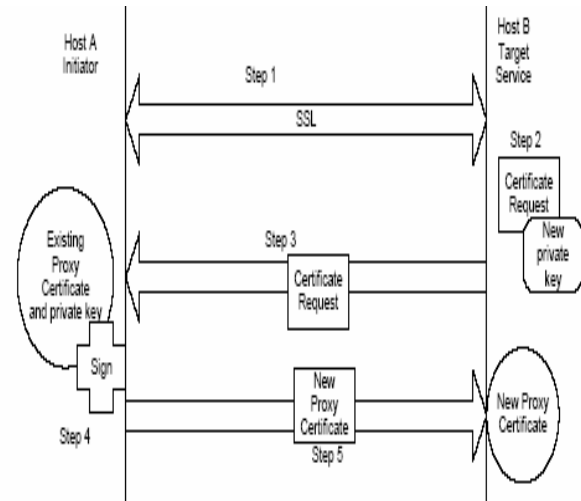 Host A
Initiator
Host B
Target
Service
Step 1
SSL
Step 2
Certificate
Request
New
private
key
Step 3
Certificate
Request
Existing
Proxy
Certificate
and private key
Sign
Step 4
New
Proxy
Certificate
Step 5
New Proxy
Certificate